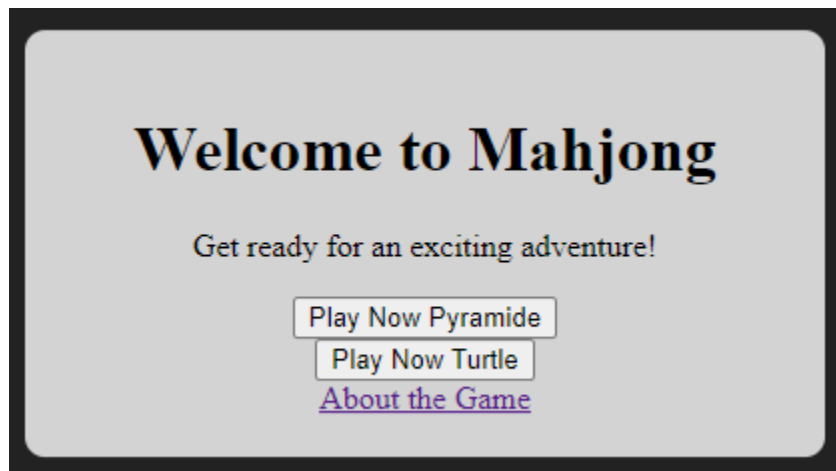 Welcome to Mahjong
Get ready for an exciting adventure!
Play Now Pyramide
Play Now Turtle
About the Game